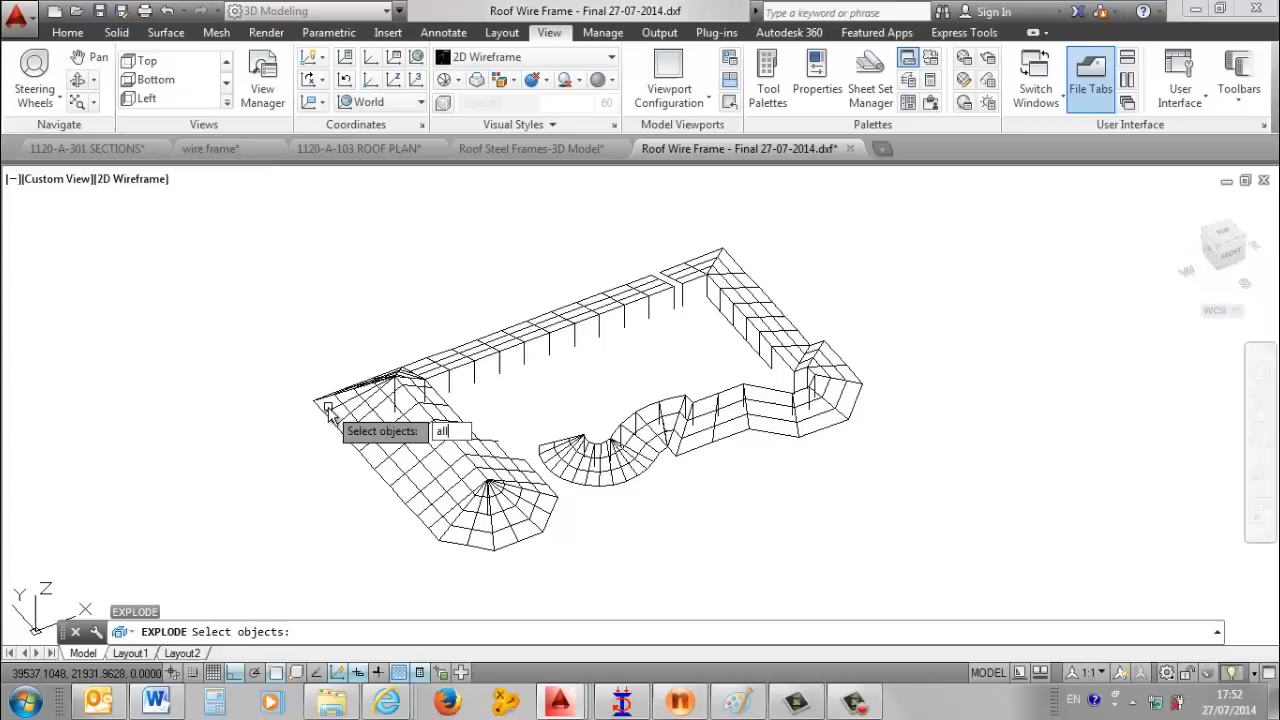 3D Modeling
Roof Wire Frame - Final 27-07-2014.dxf
Type a keyword or phrase
Sign In
Home Solid Surface Mesh Render Parametric Insert Annotate Layout View Manage Output Plug-ins Autodesk 360 Featured Apps Express Tools
Steering Wheels
Pan
Top
Bottom
Left
View Manager
World
2D Wireframe
Opacity 60
Viewport Configuration
Tool Palettes
Properties
Sheet Set Manager
Switch Windows
File Tabs
User Interface
Toolbars
Navigate Views Coordinates Visual Styles Model Viewports Palettes User Interface
1120-A-301 SECTIONS* wire frame* 1120-A-103 ROOF PLAN* Roof Steel Frames-3D Model* Roof Wire Frame - Final 27-07-2014.dxf*
[−][Custom View][2D Wireframe]
TOP
FRONT
WCS
Select objects: all
Y Z X
EXPLODE
EXPLODE Select objects:
Model Layout1 Layout2
39537.1048, 21931.9628, 0.0000
MODEL
1:1
EN
17:52
27/07/2014